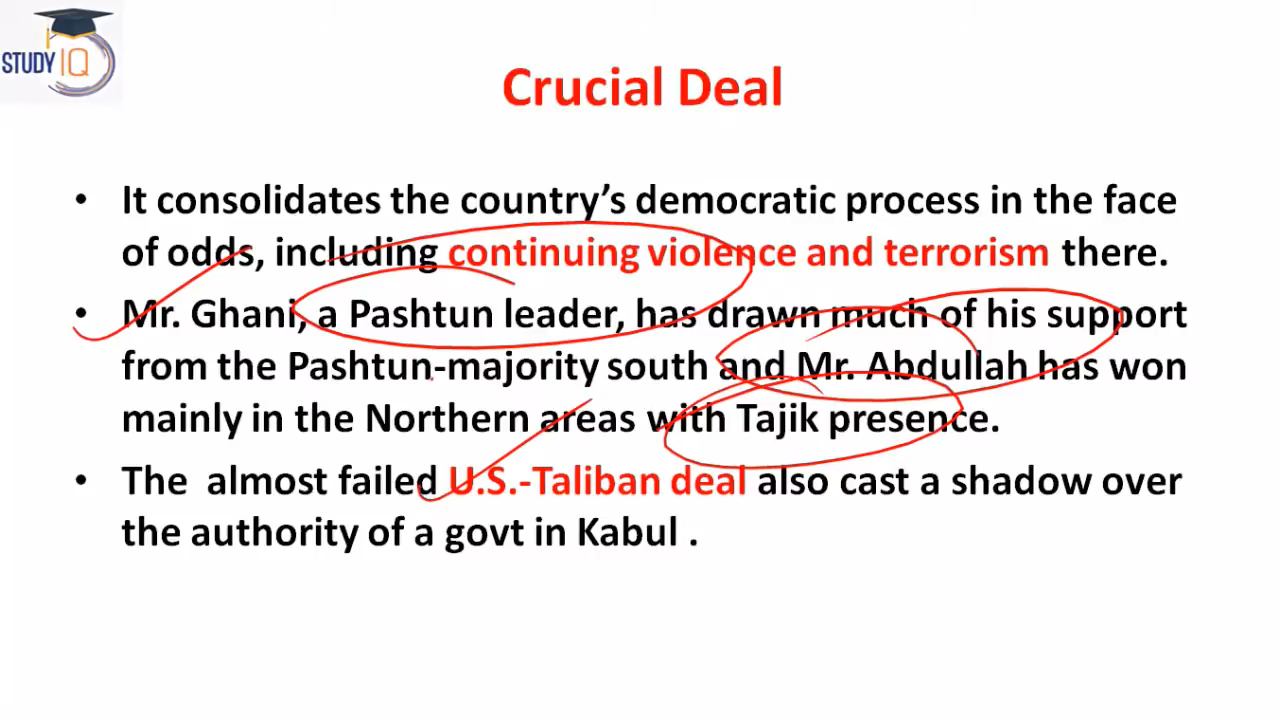 STUDY IQ
Crucial Deal
• It consolidates the country’s democratic process in the face
of odds, including continuing violence and terrorism there.
• Mr. Ghani, a Pashtun leader, has drawn much of his support
from the Pashtun-majority south and Mr. Abdullah has won
mainly in the Northern areas with Tajik presence.
• The almost failed U.S.-Taliban deal also cast a shadow over
the authority of a govt in Kabul .